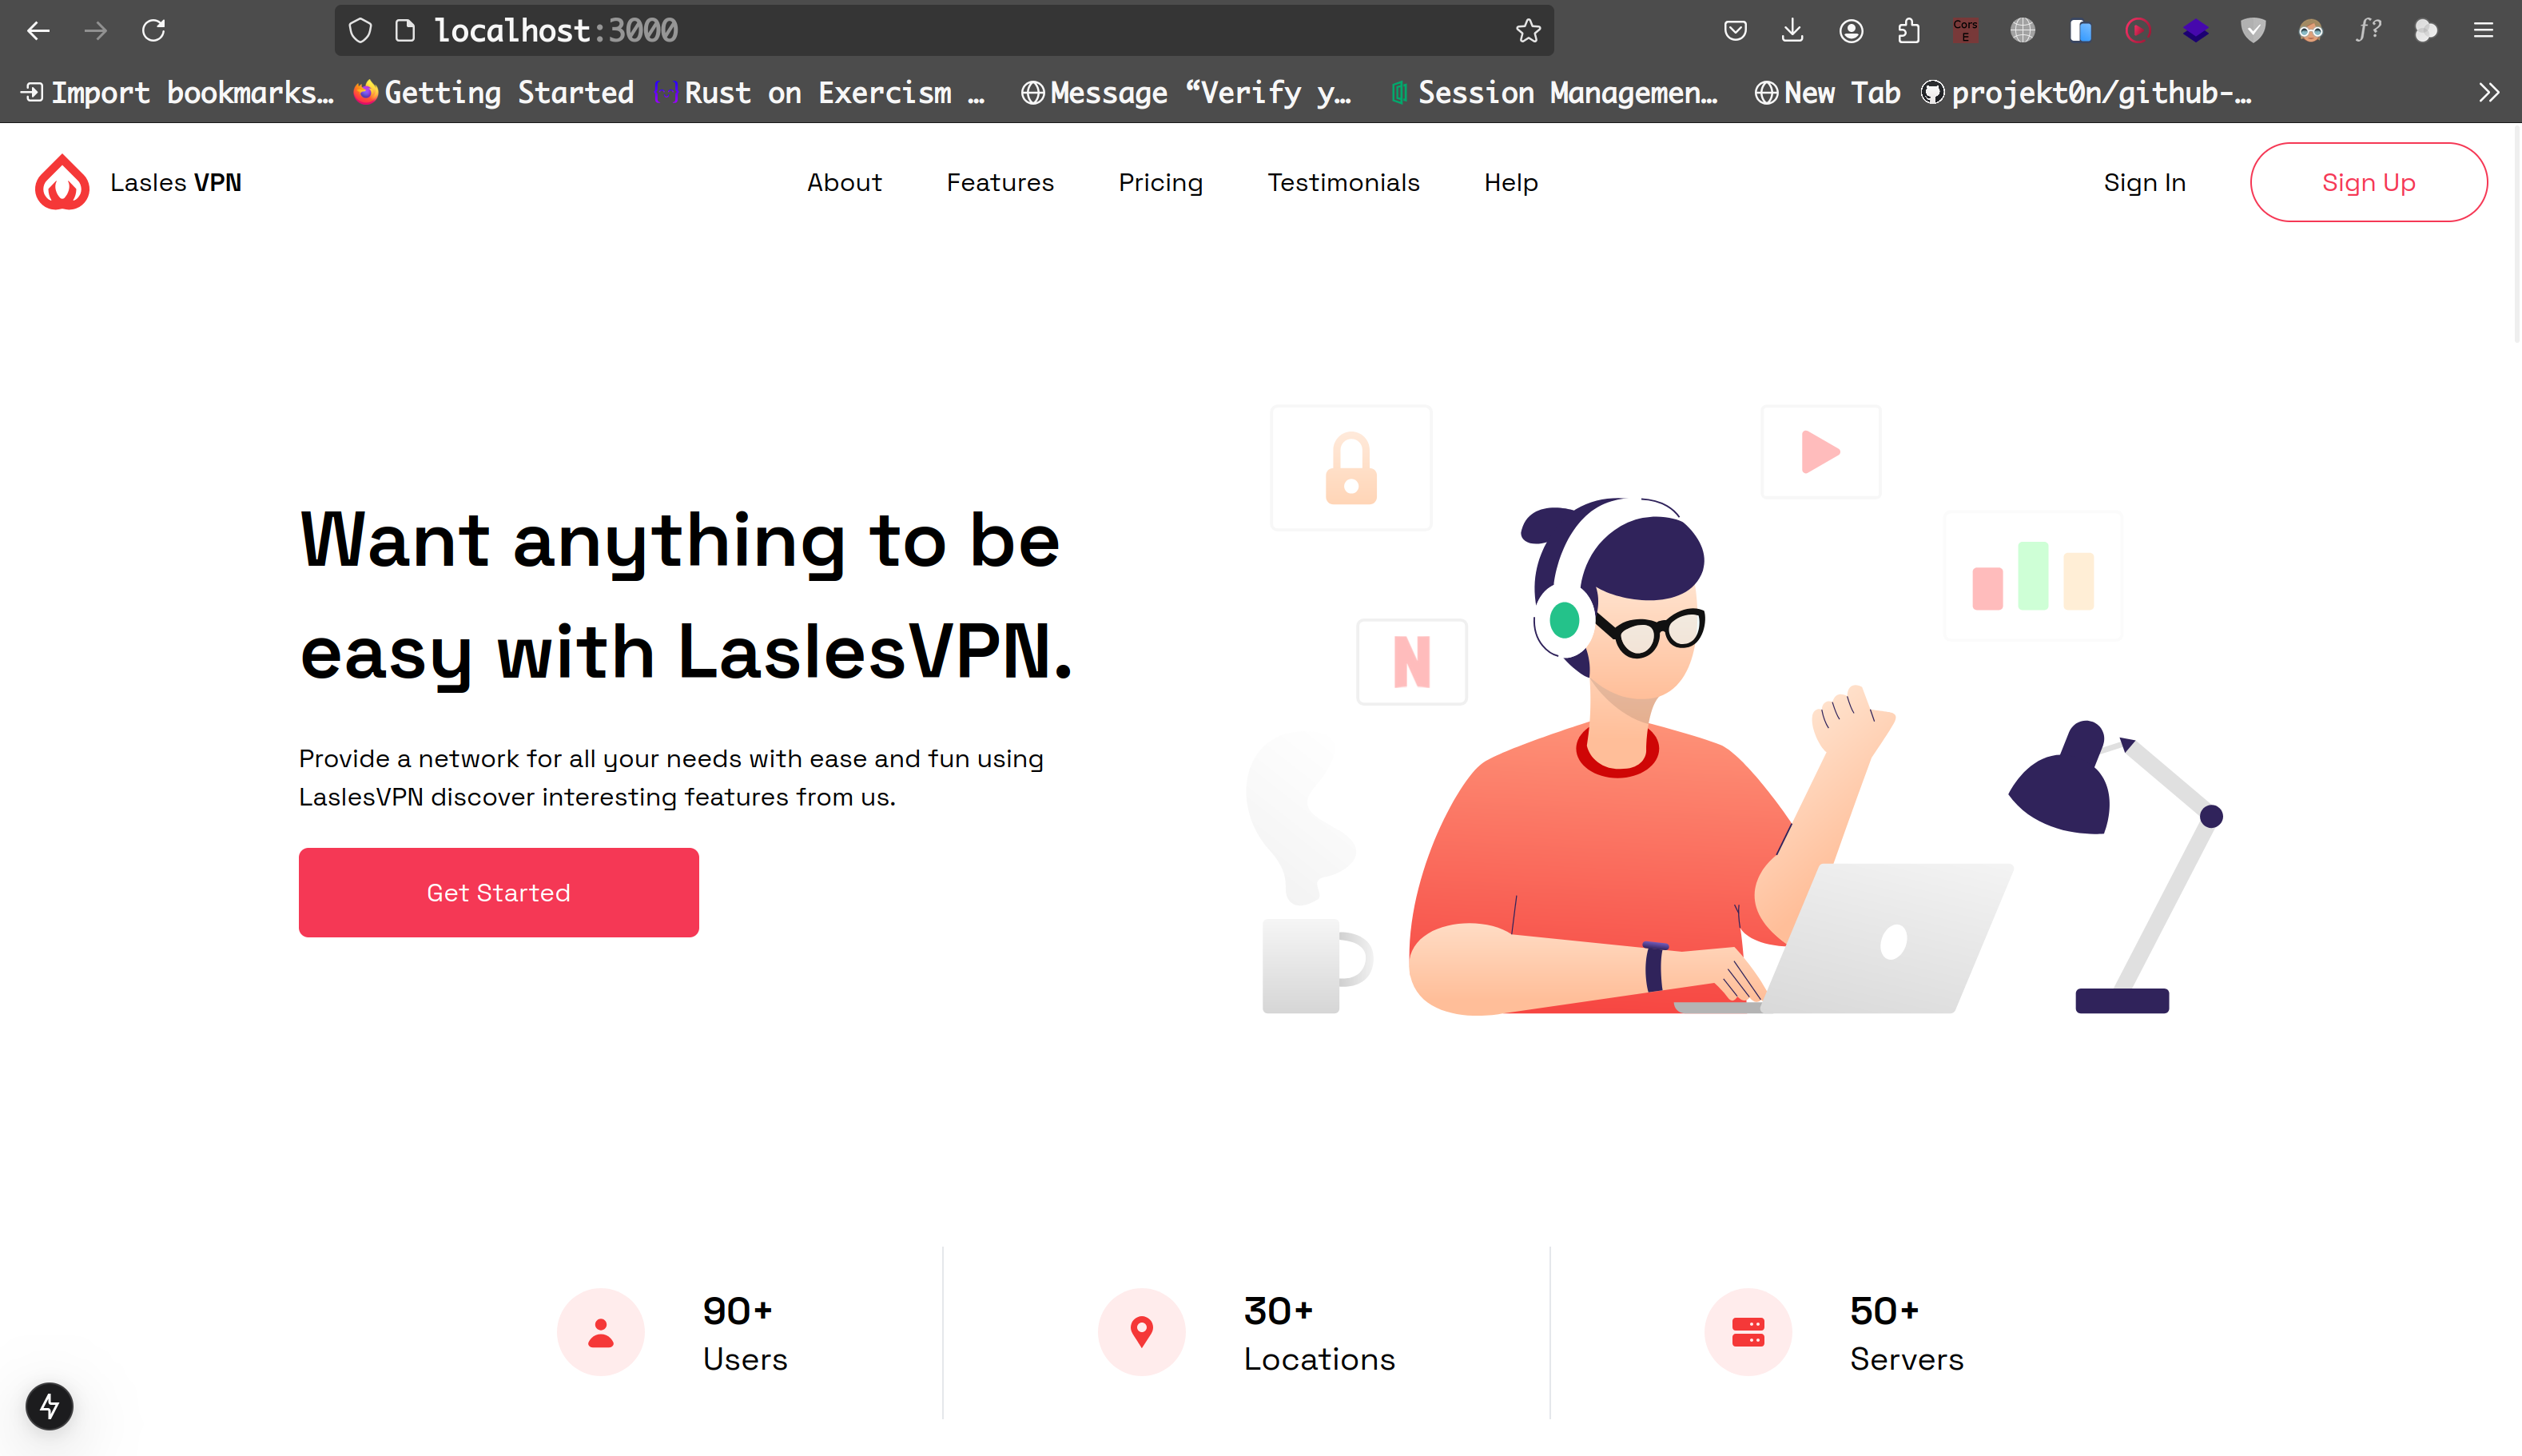 localhost:3000
Import bookmarks…
Getting Started
Rust on Exercism …
Message “Verify y…
Session Managemen…
New Tab
projekt0n/github-…
Cors
E
f?
Lasles VPN
About
Features
Pricing
Testimonials
Help
Sign In
Sign Up
Want anything to be
easy with LaslesVPN.
Provide a network for all your needs with ease and fun using
LaslesVPN discover interesting features from us.
Get Started
N
90+
Users
30+
Locations
50+
Servers